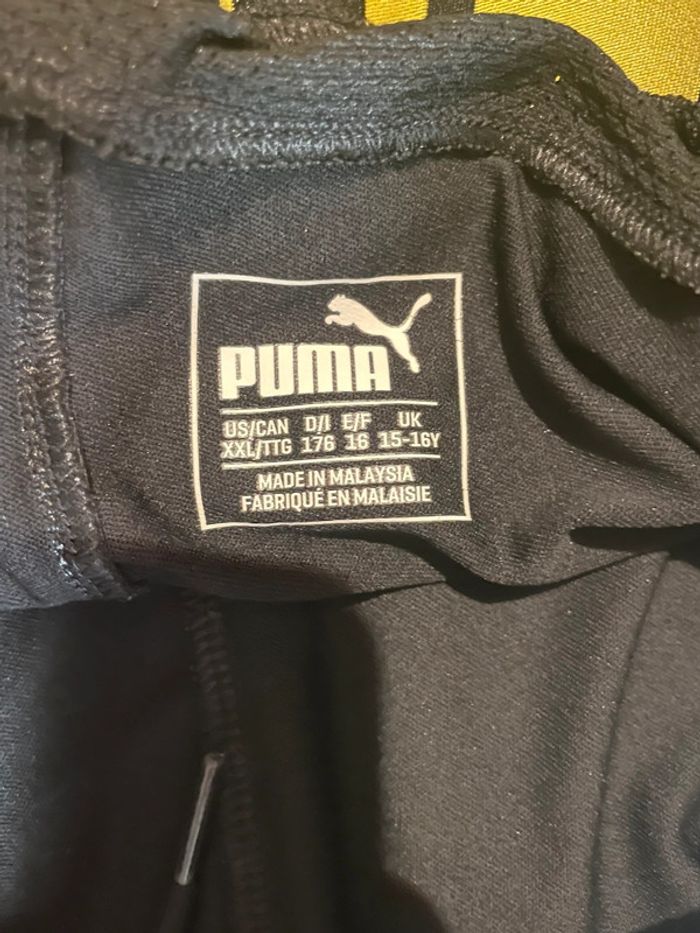 PUMA
US/CAN D/I E/F UK
XXL/TTG 176 16 15-16Y
MADE IN MALAYSIA
FABRIQUÉ EN MALAISIE